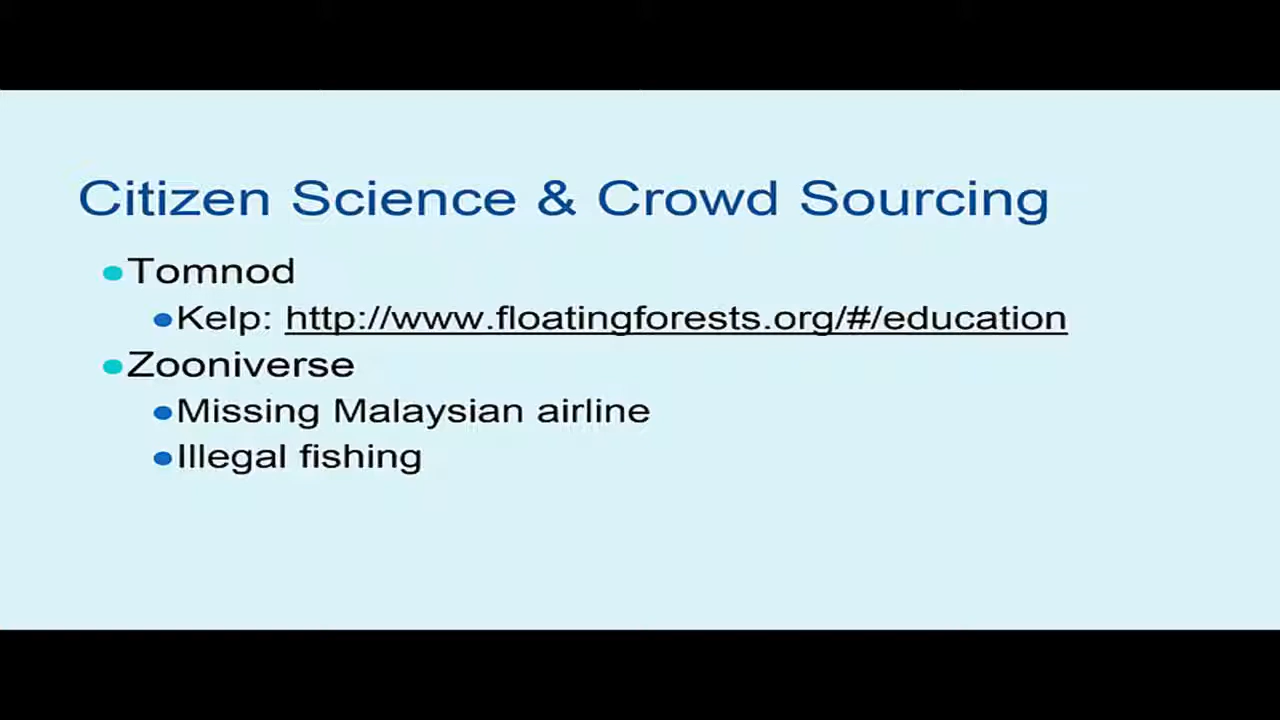 Citizen Science & Crowd Sourcing
Tomnod
Kelp: http://www.floatingforests.org/#/education
Zooniverse
Missing Malaysian airline
Illegal fishing